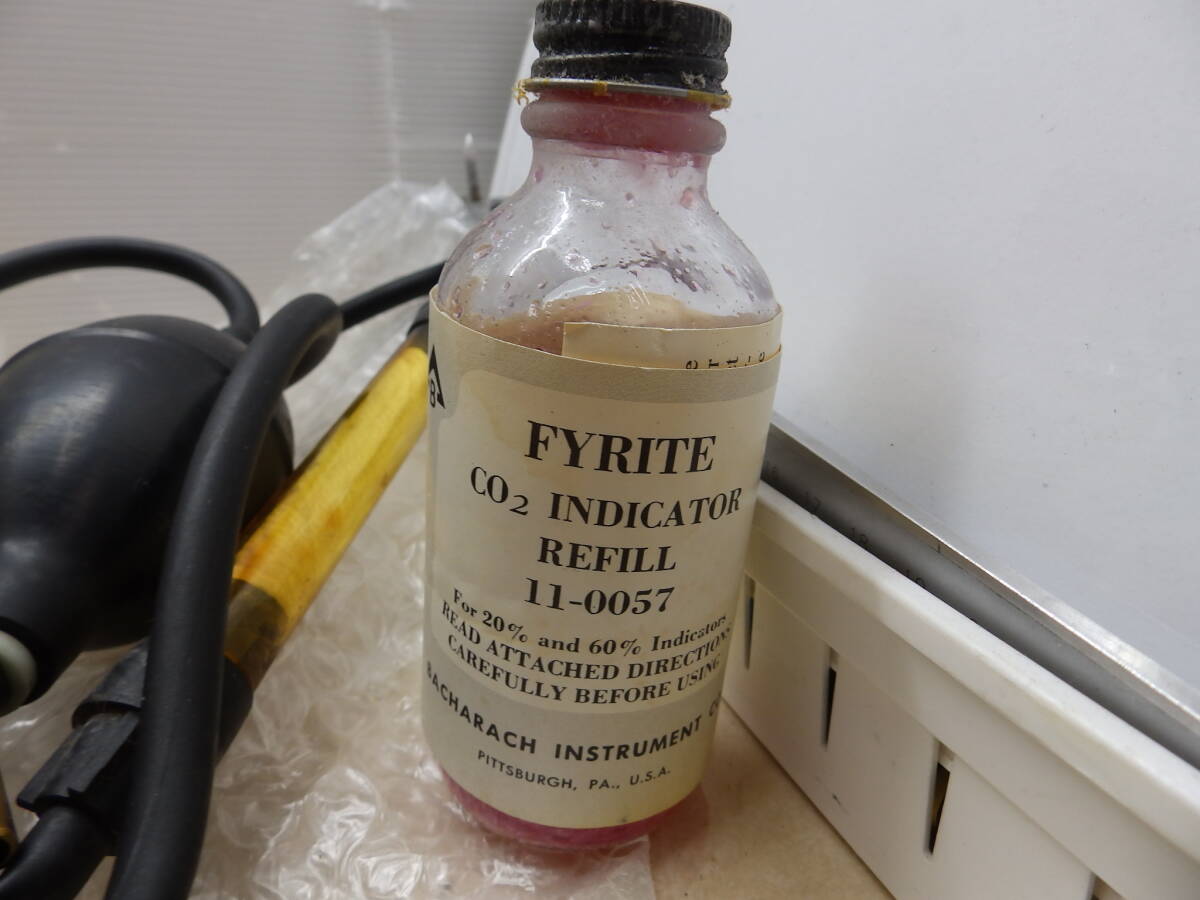 B
FYRITE
CO2 INDICATOR
REFILL
11-0057
For 20% and 60% Indicators
READ ATTACHED DIRECTIONS
CAREFULLY BEFORE USING
BACHARACH INSTRUMENT
PITTSBURGH, PA., U.S.A.